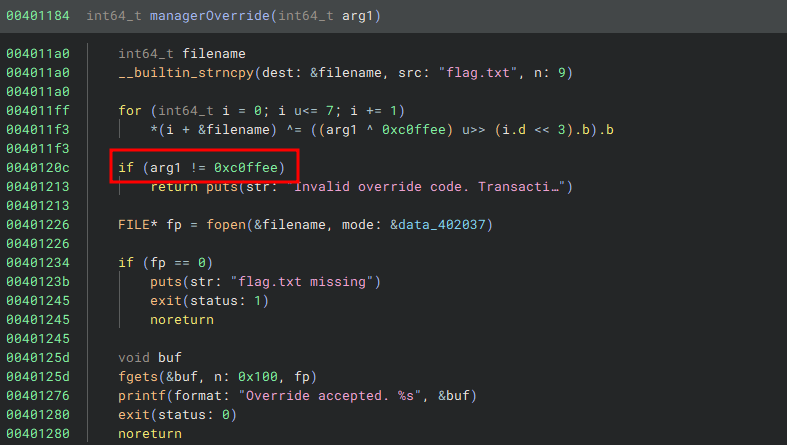 00401184 int64_t managerOverride(int64_t arg1)
004011a0 int64_t filename
004011a0 __builtin_strncpy(dest: &filename, src: "flag.txt", n: 9)
004011a0
004011ff for (int64_t i = 0; i u<= 7; i += 1)
004011f3 *(i + &filename) ^= ((arg1 ^ 0xc0ffee) u>> (i.d << 3).b).b
004011f3
0040120c if (arg1 != 0xc0ffee)
00401213 return puts(str: "Invalid override code. Transacti…")
00401213
00401226 FILE* fp = fopen(&filename, mode: &data_402037)
00401226
00401234 if (fp == 0)
0040123b puts(str: "flag.txt missing")
00401245 exit(status: 1)
00401245 noreturn
00401245
0040125d void buf
0040125d fgets(&buf, n: 0x100, fp)
00401276 printf(format: "Override accepted. %s", &buf)
00401280 exit(status: 0)
00401280 noreturn